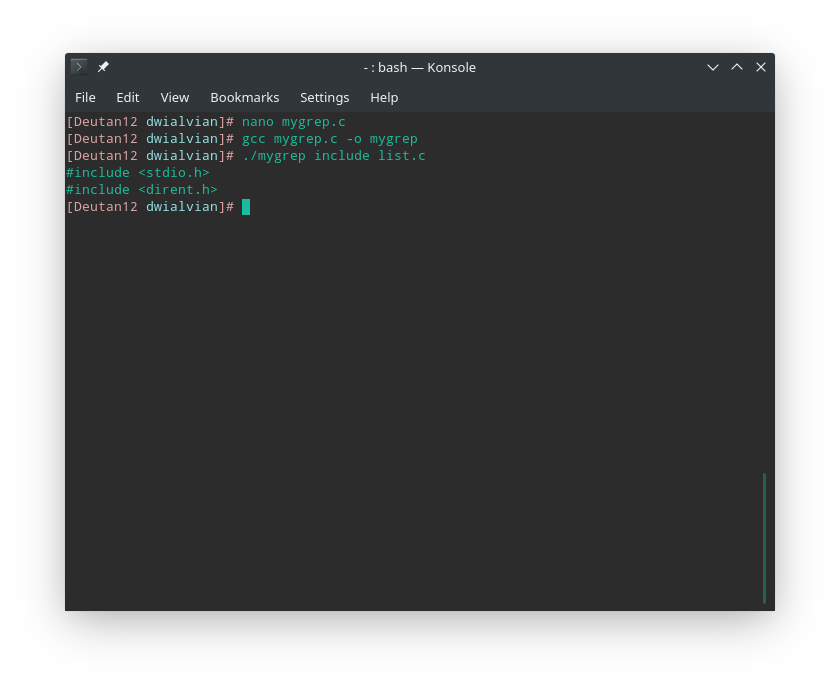 - : bash — Konsole
File Edit View Bookmarks Settings Help
[Deutan12 dwialvian]# nano mygrep.c
[Deutan12 dwialvian]# gcc mygrep.c -o mygrep
[Deutan12 dwialvian]# ./mygrep include list.c
#include <stdio.h>
#include <dirent.h>
[Deutan12 dwialvian]#